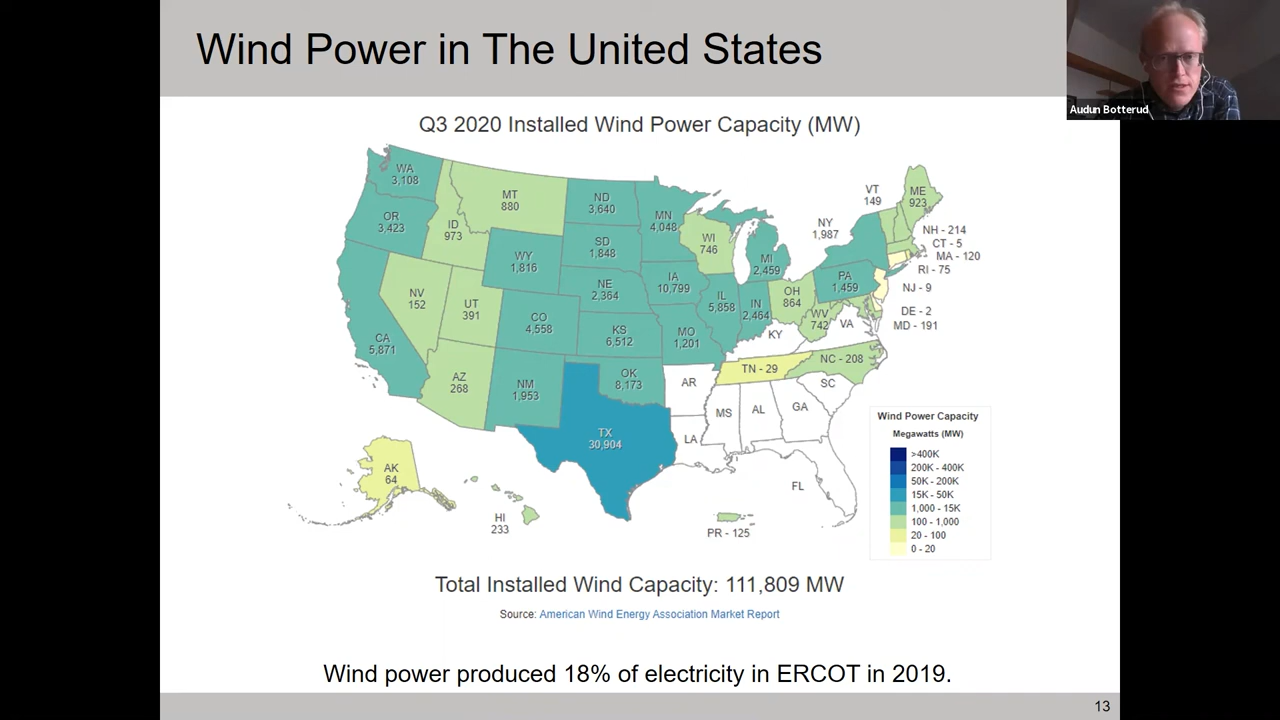 Wind Power in The United States
Audun Botterud
Q3 2020 Installed Wind Power Capacity (MW)
WA
3,108
OR
3,423
CA
5,871
ID
973
NV
152
MT
880
WY
1,816
UT
391
AZ
268
CO
4,558
NM
1,953
ND
3,640
SD
1,848
NE
2,364
KS
6,512
OK
8,173
TX
30,904
MN
4,048
IA
10,799
MO
1,201
AR
LA
WI
746
IL
5,858
MI
2,459
IN
2,464
OH
864
KY
WV
742
VA
TN - 29
NC - 208
SC
MS
AL
GA
FL
PA
1,459
NY
1,987
VT
149
ME
923
NH - 214
CT - 5
MA - 120
RI - 75
NJ - 9
DE - 2
MD - 191
AK
64
HI
233
PR - 125
Wind Power Capacity
Megawatts (MW)
>400K
200K - 400K
50K - 200K
15K - 50K
1,000 - 15K
100 - 1,000
20 - 100
0 - 20
Total Installed Wind Capacity: 111,809 MW
Source: American Wind Energy Association Market Report
Wind power produced 18% of electricity in ERCOT in 2019.
13